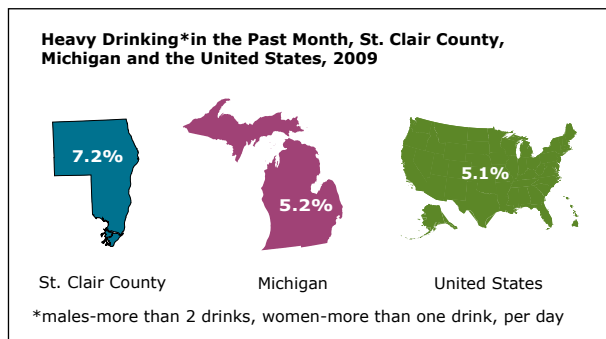 Heavy Drinking*in the Past Month, St. Clair County,
Michigan and the United States, 2009
7.2%
5.2%
5.1%
St. Clair County
Michigan
United States
*males-more than 2 drinks, women-more than one drink, per day